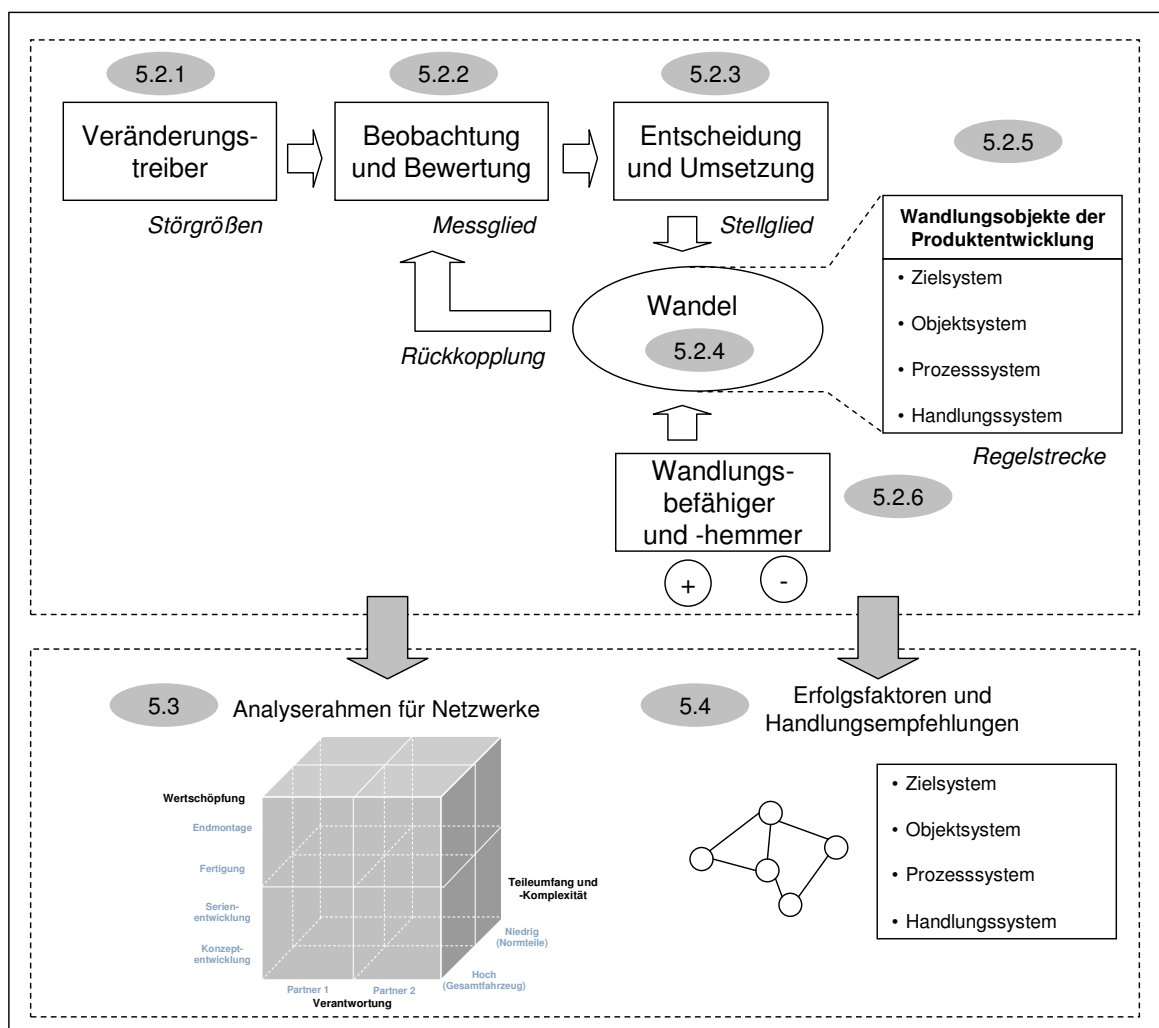 5.2.1
Veränderungs-
treiber
Störgrößen
5.2.2
Beobachtung
und Bewertung
Messglied
5.2.3
Entscheidung
und Umsetzung
Stellglied
5.2.5
Wandlungsobjekte der
Produktentwicklung
• Zielsystem
• Objektsystem
• Prozesssystem
• Handlungssystem
Regelstrecke
Wandel
5.2.4
Rückkopplung
Wandlungs-
befähiger
und -hemmer
5.2.6
+
-
5.3
Analyserahmen für Netzwerke
Wertschöpfung
Endmontage
Fertigung
Serien-
entwicklung
Konzept-
entwicklung
Partner 1
Partner 2
Verantwortung
Teileumfang und
-Komplexität
Niedrig
(Normteile)
Hoch
(Gesamtfahrzeug)
5.4
Erfolgsfaktoren und
Handlungsempfehlungen
• Zielsystem
• Objektsystem
• Prozesssystem
• Handlungssystem